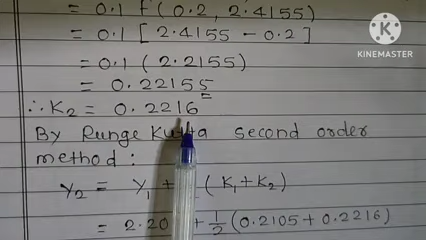 = 0.1 f(0.2, 2.4155)
= 0.1 [2.4155 - 0.2]
= 0.1 (2.2155)
= 0.22155
∴ K₂ = 0.2216
KINEMASTER
By Runge Kutta second order
method :
y₂ = y₁ + (K₁ + K₂)
= 2.20 + 1/2 (0.2105 + 0.2216)